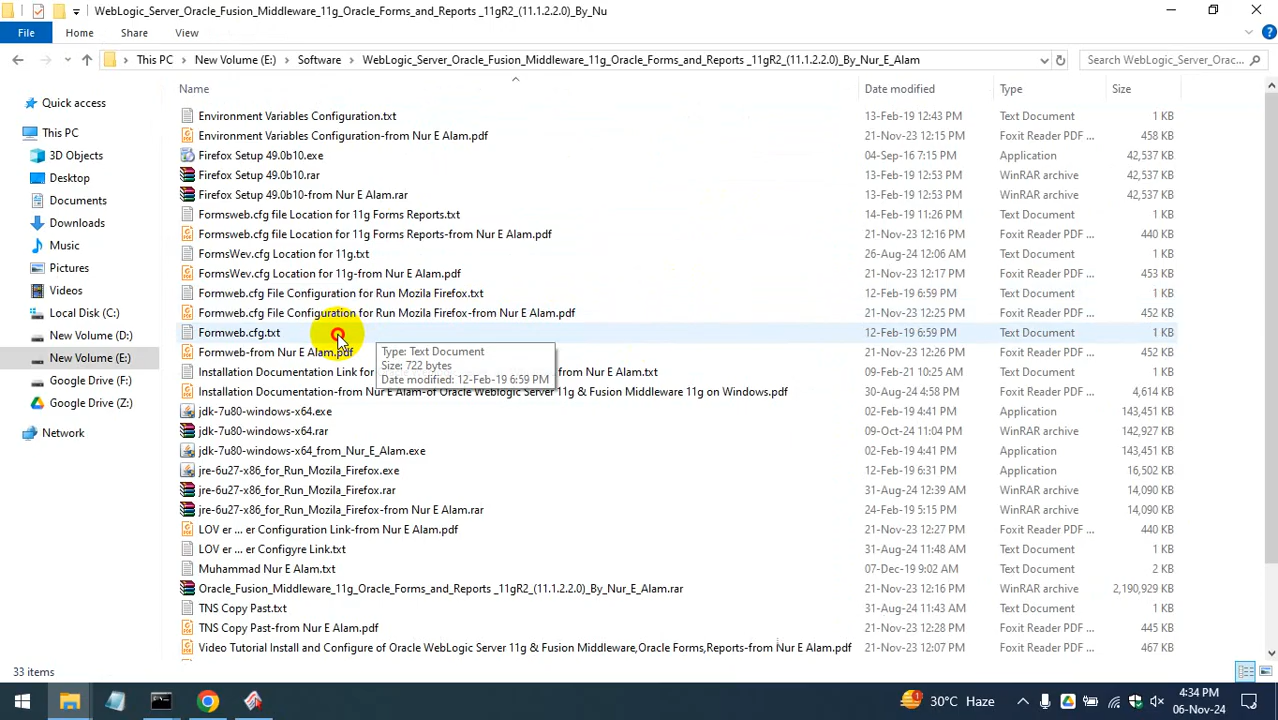 WebLogic_Server_Oracle_Fusion_Middleware_11g_Oracle_Forms_and_Reports _11gR2_(11.1.2.2.0)_By_Nu
File Home Share View
This PC New Volume (E:) Software WebLogic_Server_Oracle_Fusion_Middleware_11g_Oracle_Forms_and_Reports _11gR2_(11.1.2.2.0)_By_Nur_E_Alam Search WebLogic_Server_Orac...
Name Date modified Type Size
Quick access
This PC
3D Objects
Desktop
Documents
Downloads
Music
Pictures
Videos
Local Disk (C:)
New Volume (D:)
New Volume (E:)
Google Drive (F:)
Google Drive (Z:)
Network
Environment Variables Configuration.txt 13-Feb-19 12:43 PM Text Document 1 KB
Environment Variables Configuration-from Nur E Alam.pdf 21-Nov-23 12:15 PM Foxit Reader PDF ... 458 KB
Firefox Setup 49.0b10.exe 04-Sep-16 7:15 PM Application 42,537 KB
Firefox Setup 49.0b10.rar 13-Feb-19 12:53 PM WinRAR archive 42,537 KB
Firefox Setup 49.0b10-from Nur E Alam.rar 13-Feb-19 12:53 PM WinRAR archive 42,537 KB
Formsweb.cfg file Location for 11g Forms Reports.txt 14-Feb-19 11:26 PM Text Document 1 KB
Formsweb.cfg file Location for 11g Forms Reports-from Nur E Alam.pdf 21-Nov-23 12:16 PM Foxit Reader PDF ... 440 KB
FormsWev.cfg Location for 11g.txt 26-Aug-24 12:06 AM Text Document 1 KB
FormsWev.cfg Location for 11g-from Nur E Alam.pdf 21-Nov-23 12:17 PM Foxit Reader PDF ... 453 KB
Formweb.cfg File Configuration for Run Mozila Firefox.txt 12-Feb-19 6:59 PM Text Document 1 KB
Formweb.cfg File Configuration for Run Mozila Firefox-from Nur E Alam.pdf 21-Nov-23 12:25 PM Foxit Reader PDF ... 452 KB
Formweb.cfg.txt 12-Feb-19 6:59 PM Text Document 1 KB
Formweb-from Nur E Alam.pdf 21-Nov-23 12:26 PM Foxit Reader PDF ... 452 KB
Type: Text Document
Size: 722 bytes
Date modified: 12-Feb-19 6:59 PM
Installation Documentation Link for from Nur E Alam.txt 09-Feb-21 10:25 AM Text Document 1 KB
Installation Documentation-from Nur E Alam-of Oracle Weblogic Server 11g & Fusion Middleware 11g on Windows.pdf 30-Aug-24 4:58 PM Foxit Reader PDF ... 4,614 KB
jdk-7u80-windows-x64.exe 02-Feb-19 4:41 PM Application 143,451 KB
jdk-7u80-windows-x64.rar 09-Oct-24 11:04 PM WinRAR archive 142,927 KB
jdk-7u80-windows-x64_from_Nur_E_Alam.exe 02-Feb-19 4:41 PM Application 143,451 KB
jre-6u27-x86_for_Run_Mozila_Firefox.exe 12-Feb-19 6:31 PM Application 16,502 KB
jre-6u27-x86_for_Run_Mozila_Firefox.rar 31-Aug-24 12:39 AM WinRAR archive 14,090 KB
jre-6u27-x86_for_Run_Mozila_Firefox-from Nur E Alam.rar 24-Feb-19 5:15 PM WinRAR archive 14,090 KB
LOV er ... er Configuration Link-from Nur E Alam.pdf 21-Nov-23 12:27 PM Foxit Reader PDF ... 440 KB
LOV er ... er Configyre Link.txt 31-Aug-24 11:48 AM Text Document 1 KB
Muhammad Nur E Alam.txt 07-Dec-19 9:02 AM Text Document 2 KB
Oracle_Fusion_Middleware_11g_Oracle_Forms_and_Reports _11gR2_(11.1.2.2.0)_By_Nur_E_Alam.rar 21-Nov-23 12:16 PM WinRAR archive 2,190,929 KB
TNS Copy Past.txt 31-Aug-24 11:43 AM Text Document 1 KB
TNS Copy Past-from Nur E Alam.pdf 21-Nov-23 12:28 PM Foxit Reader PDF ... 445 KB
Video Tutorial Install and Configure of Oracle WebLogic Server 11g & Fusion Middleware,Oracle Forms,Reports-from Nur E Alam.pdf 21-Nov-23 12:07 PM Foxit Reader PDF ... 467 KB
33 items
30°C Haze
4:34 PM
06-Nov-24